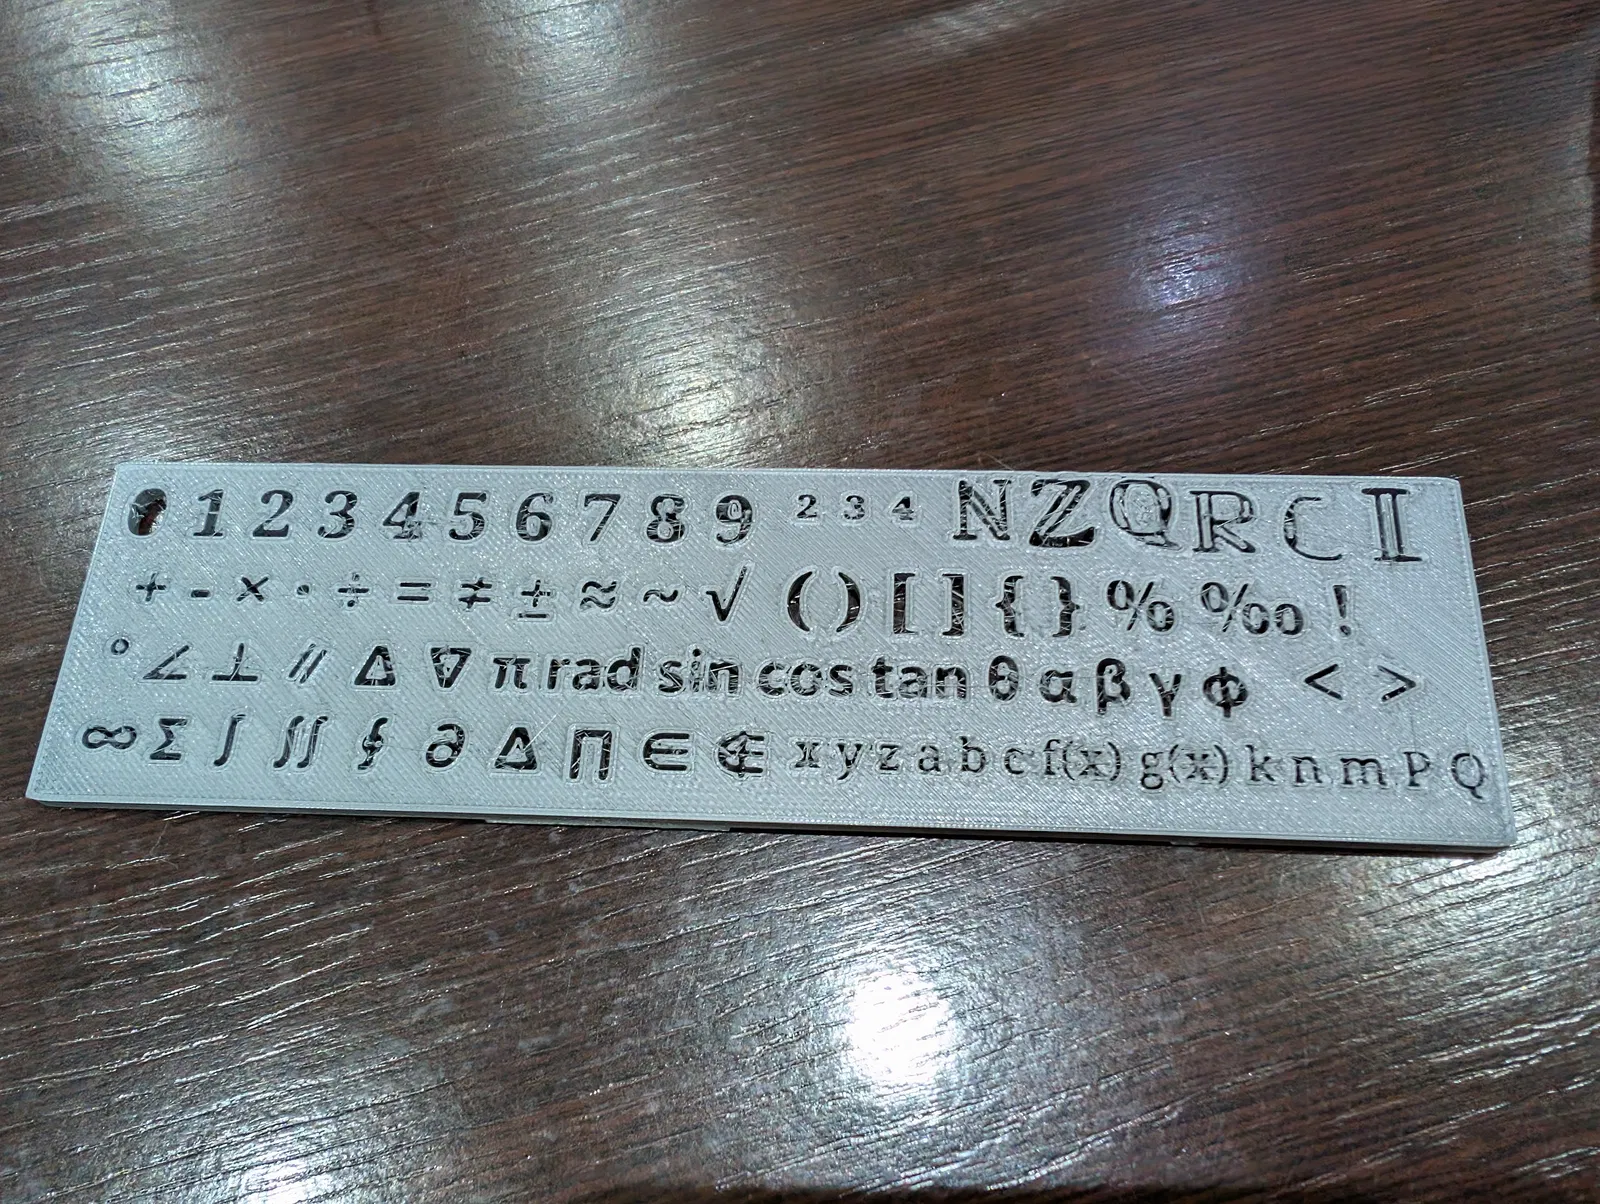 0 1 2 3 4 5 6 7 8 9 ² ³ ⁴ ℕ ℤ ℚ ℝ ℂ 𝕀
+ - × · ÷ = ≠ ± ≈ ~ √ ( ) [ ] { } % ‰ !
° ∠ ⊥ ∥ ∆ ∇ π rad sin cos tan θ α β γ φ < >
∞ Σ ∫ ∬ ∮ ∂ ∆ ∏ ∈ ∉ x y z a b c f(x) g(x) k n m P Q